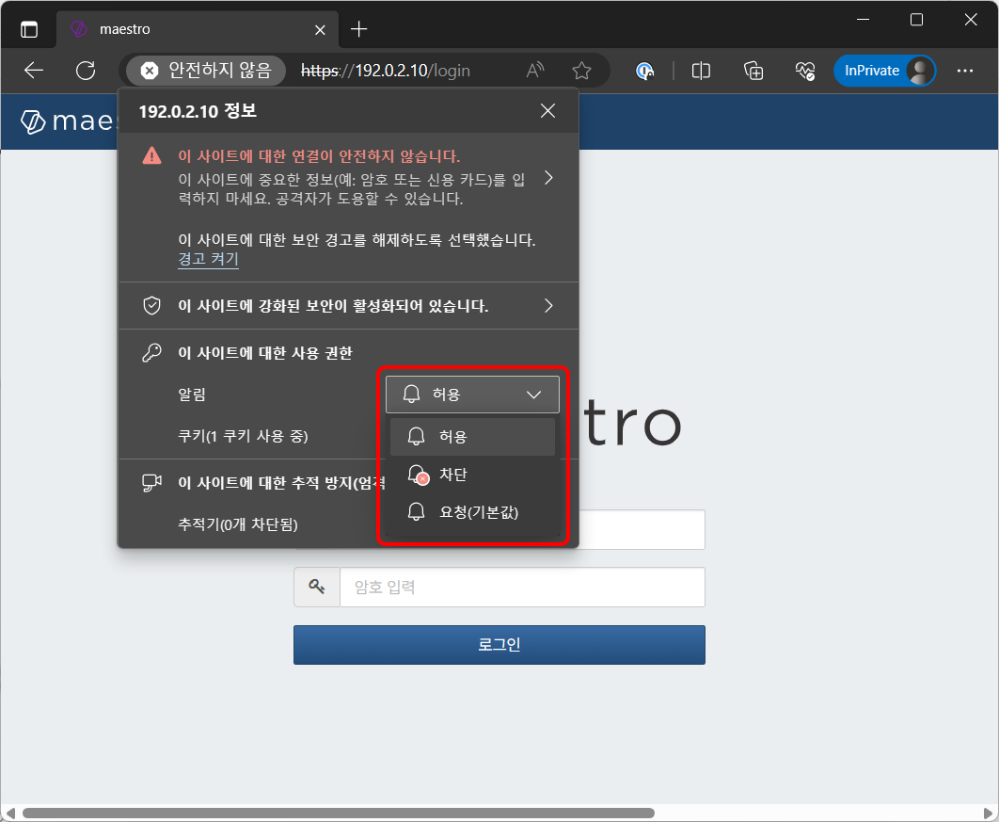 maestro
안전하지 않음
https://192.0.2.10/login
InPrivate
192.0.2.10 정보
이 사이트에 대한 연결이 안전하지 않습니다.
이 사이트에 중요한 정보(예: 암호 또는 신용 카드)를 입
력하지 마세요. 공격자가 도용할 수 있습니다.
이 사이트에 대한 보안 경고를 해제하도록 선택했습니다.
경고 켜기
이 사이트에 강화된 보안이 활성화되어 있습니다.
이 사이트에 대한 사용 권한
알림
허용
허용
쿠키(1 쿠키 사용 중)
차단
이 사이트에 대한 추적 방지(엄격
요청(기본값)
추적기(0개 차단됨)
maes
tro
암호 입력
로그인